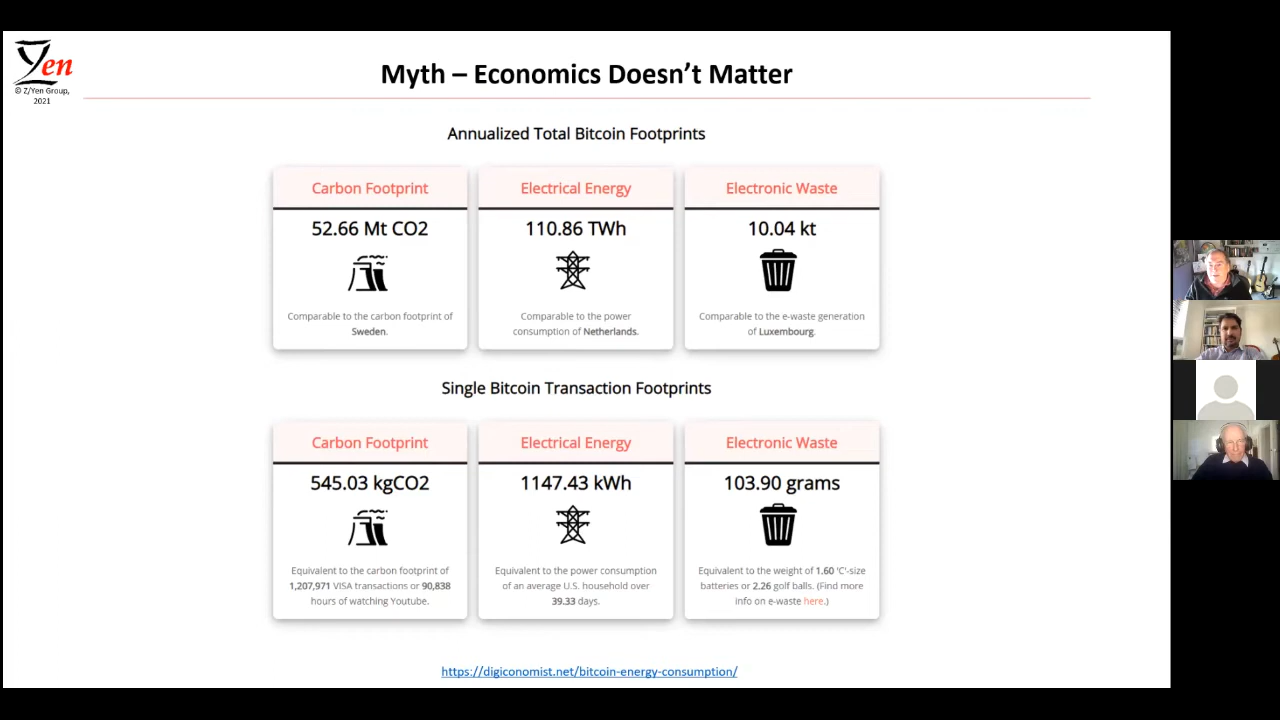 Zen
© Z/Yen Group,
2021
Myth – Economics Doesn’t Matter
Annualized Total Bitcoin Footprints
Carbon Footprint
52.66 Mt CO2
Comparable to the carbon footprint of
Sweden.
Electrical Energy
110.86 TWh
Comparable to the power
consumption of Netherlands.
Electronic Waste
10.04 kt
Comparable to the e-waste generation
of Luxembourg.
Single Bitcoin Transaction Footprints
Carbon Footprint
545.03 kgCO2
Equivalent to the carbon footprint of
1,207,971 VISA transactions or 90,838
hours of watching Youtube.
Electrical Energy
1147.43 kWh
Equivalent to the power consumption
of an average U.S. household over
39.33 days.
Electronic Waste
103.90 grams
Equivalent to the weight of 1.60 'C'-size
batteries or 2.26 golf balls. (Find more
info on e-waste here.)
https://digiconomist.net/bitcoin-energy-consumption/